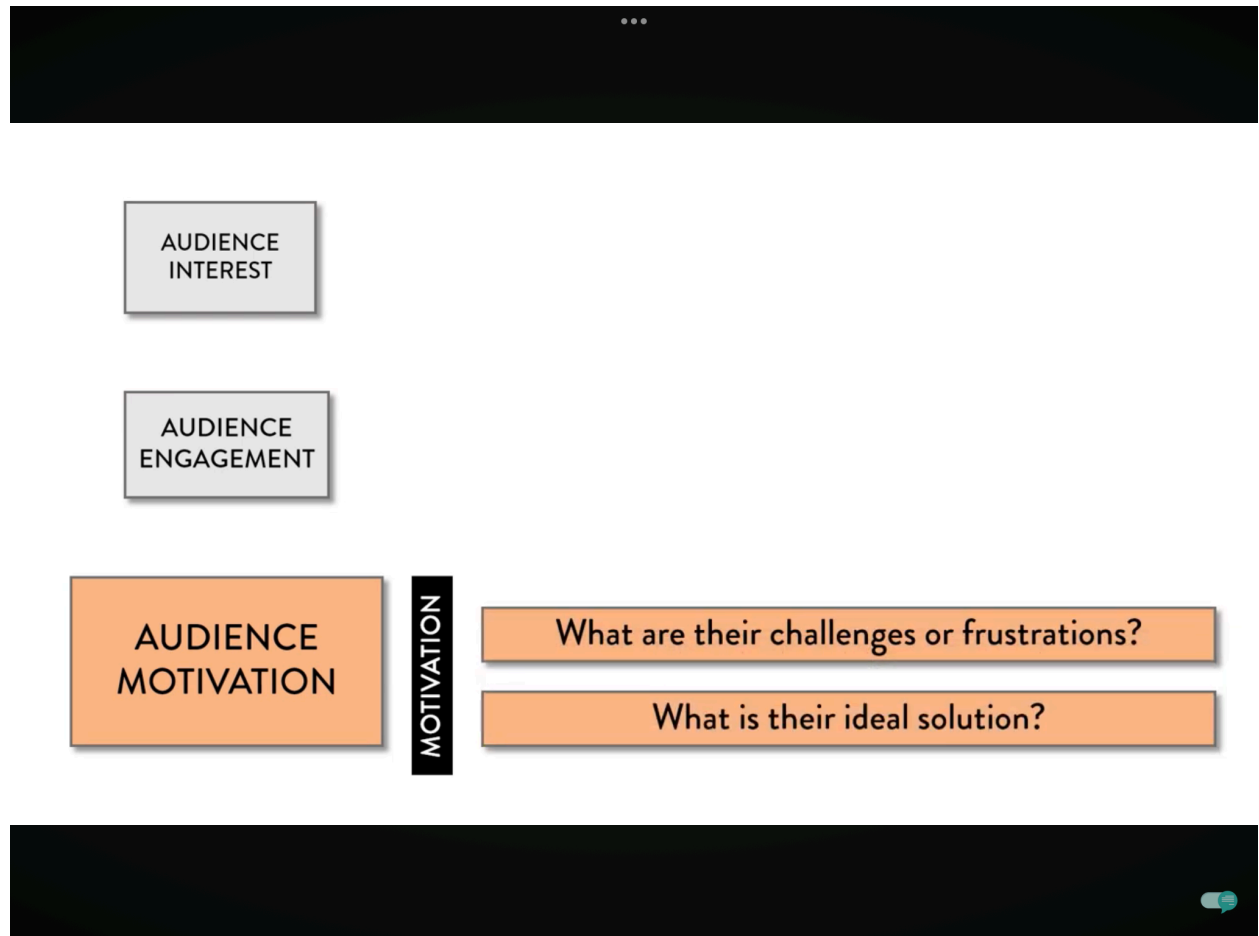 AUDIENCE
INTEREST
AUDIENCE
ENGAGEMENT
AUDIENCE
MOTIVATION
MOTIVATION
What are their challenges or frustrations?
What is their ideal solution?